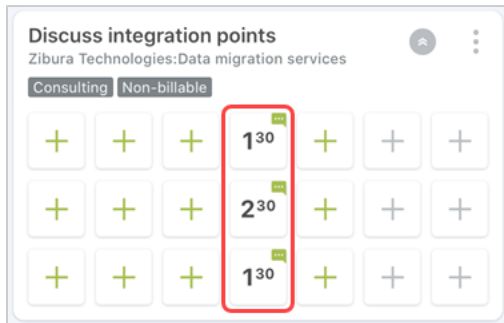 Discuss integration points
Zibura Technologies:Data migration services
Consulting Non-billable
130
230
130